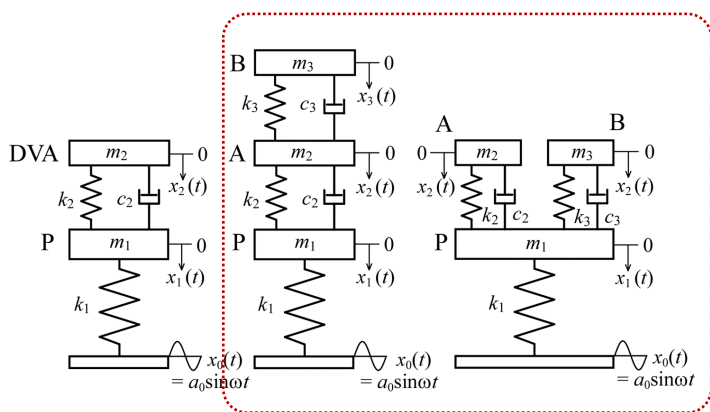 DVA
m₂
0
x₂(t)
k₂
c₂
P
m₁
0
x₁(t)
k₁
x₀(t)
= a₀sinωt
B
m₃
0
x₃(t)
k₃
c₃
A
m₂
0
x₂(t)
k₂
c₂
P
m₁
0
x₁(t)
k₁
x₀(t)
= a₀sinωt
A
B
0
m₂
m₃
0
x₂(t)
x₂(t)
k₂
c₂
k₃
c₃
P
m₁
0
x₁(t)
k₁
x₀(t)
= a₀sinωt